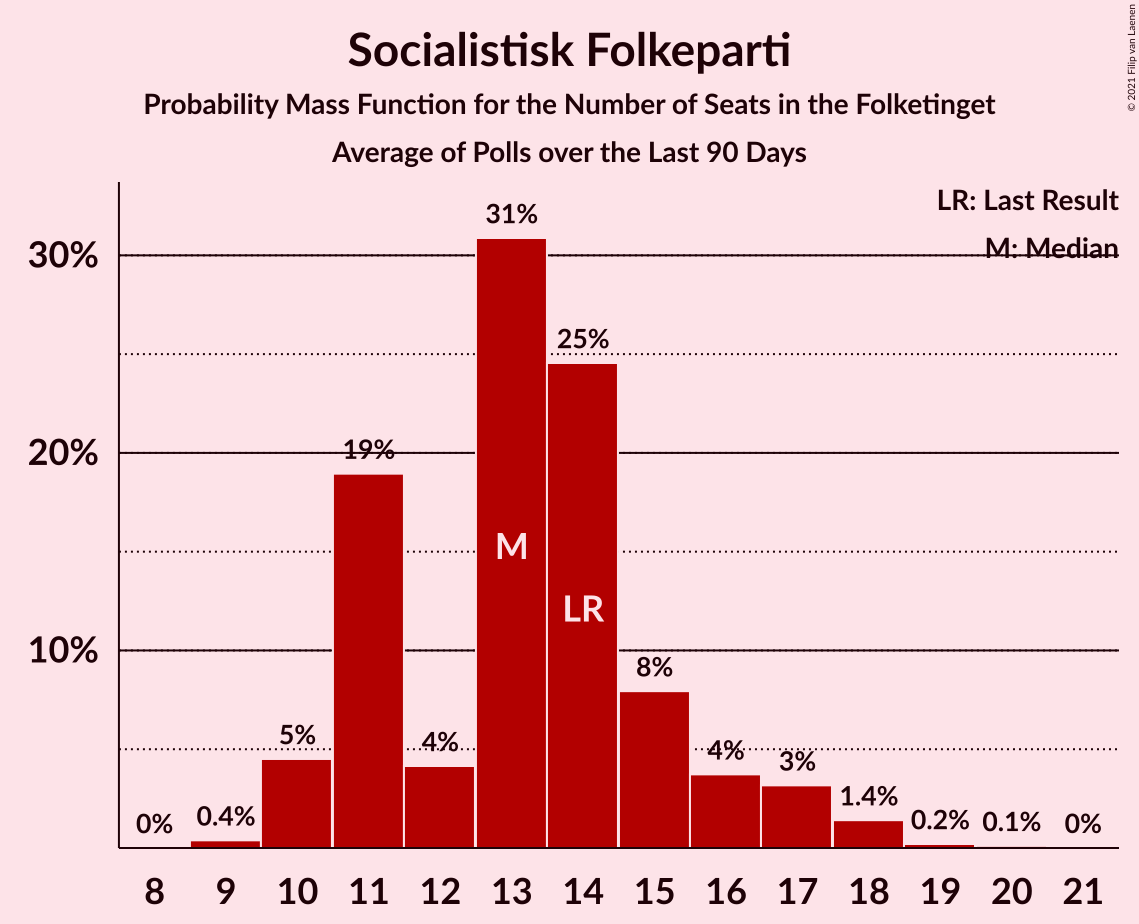 Socialistisk Folkeparti
Probability Mass Function for the Number of Seats in the Folketinget
Average of Polls over the Last 90 Days
© 2021 Filip van Laenen
LR: Last Result
M: Median
30%
20%
10%
0%
0.4%
5%
19%
4%
31%
25%
8%
4%
3%
1.4%
0.2%
0.1%
0%
M
LR
8 9 10 11 12 13 14 15 16 17 18 19 20 21